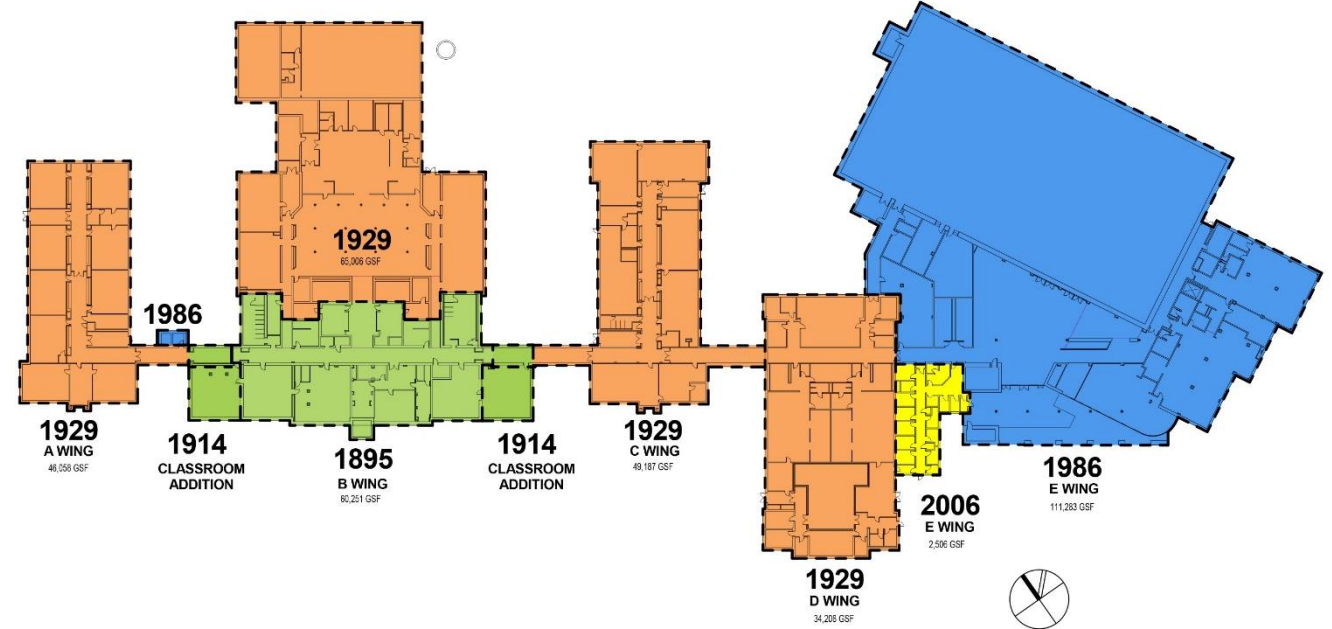 1929
65,006 GSF
1986
1929
A WING
46,058 GSF
1914
CLASSROOM
ADDITION
1895
B WING
60,251 GSF
1914
CLASSROOM
ADDITION
1929
C WING
49,187 GSF
1929
D WING
34,208 GSF
2006
E WING
2,506 GSF
1986
E WING
111,283 GSF